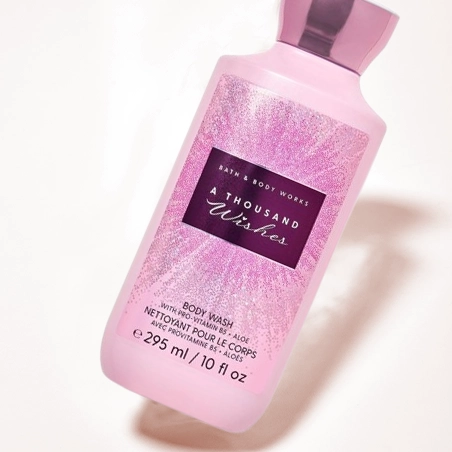 BATH & BODY WORKS
A THOUSAND
Wishes
BODY WASH
WITH PRO-VITAMIN B5 • ALOE
NETTOYANT POUR LE CORPS
AVEC PROVITAMINE B5 • ALOÈS
℮ 295 ml / 10 fl oz